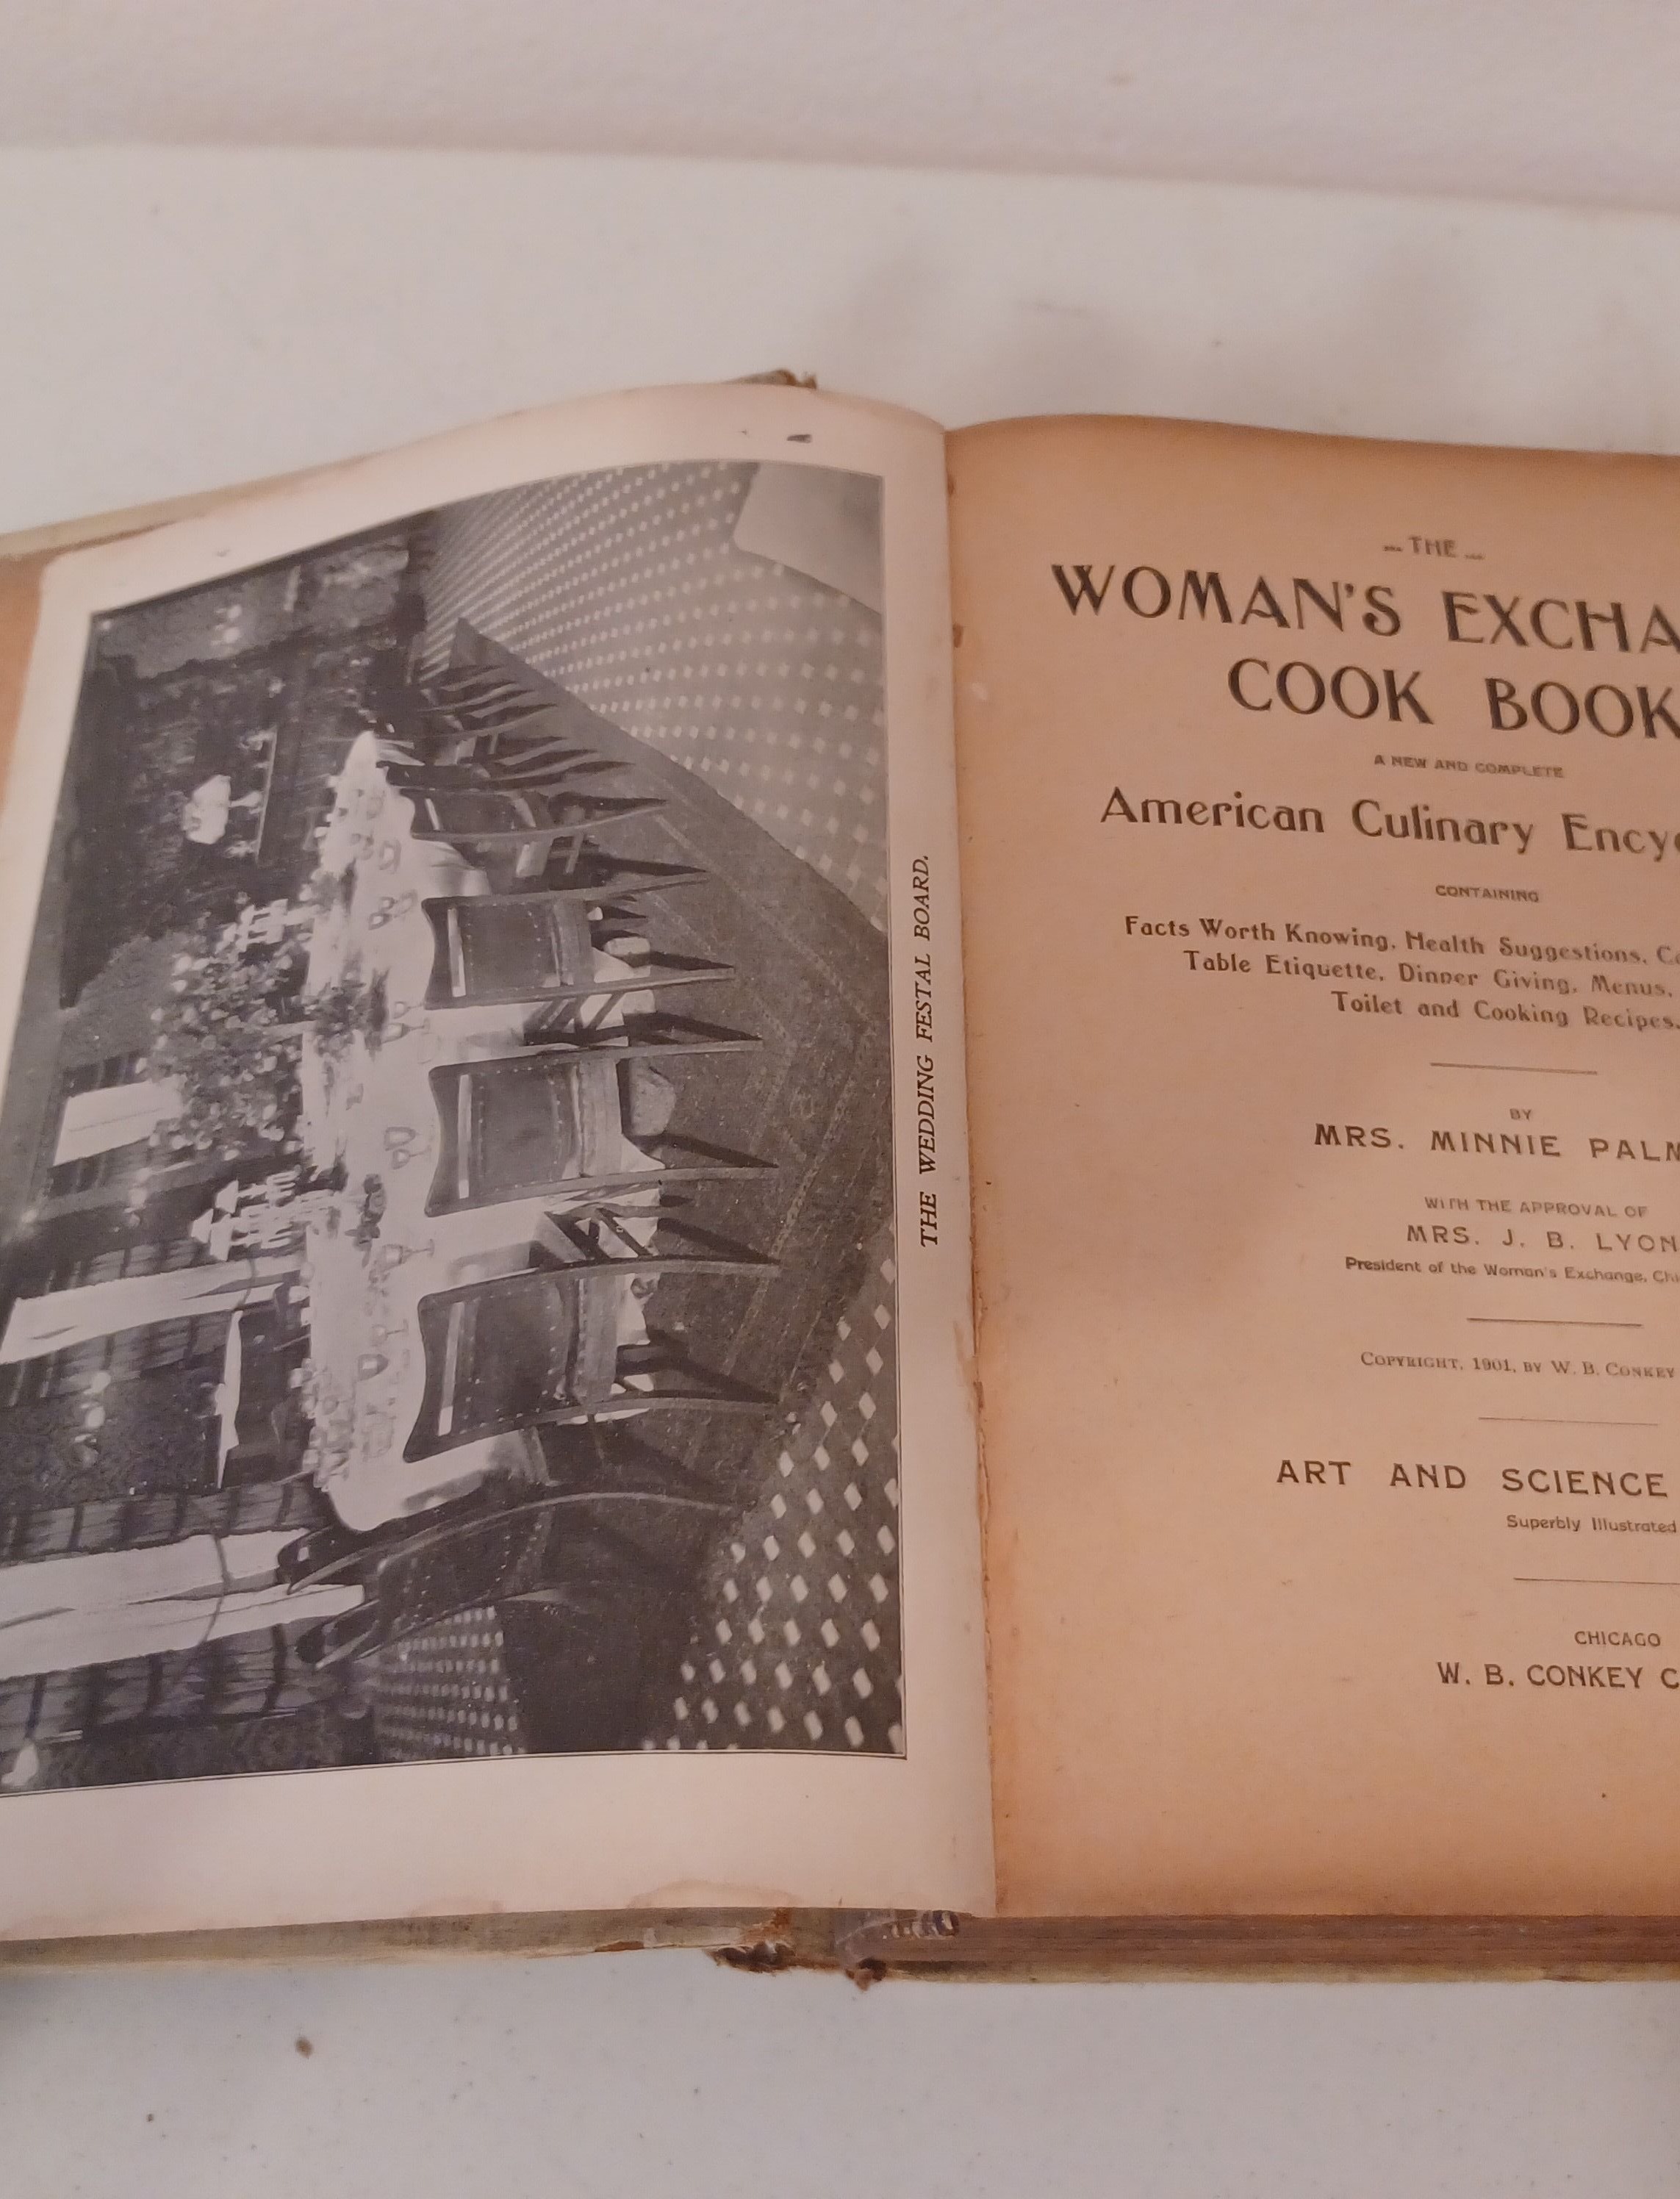 THE WEDDING FESTAL BOARD.
THE
WOMAN'S EXCHA
COOK BOOK
A NEW AND COMPLETE
American Culinary Ency
CONTAINING
Facts Worth Knowing, Health Suggestions, Ca
Table Etiquette, Dinner Giving, Menus,
Toilet and Cooking Recipes.
BY
MRS. MINNIE PALM
WITH THE APPROVAL OF
MRS. J. B. LYON
President of the Woman's Exchange, Chi
COPYRIGHT, 1901, BY W. B. CONKEY
ART AND SCIENCE
Superbly Illustrated
CHICAGO
W. B. CONKEY C